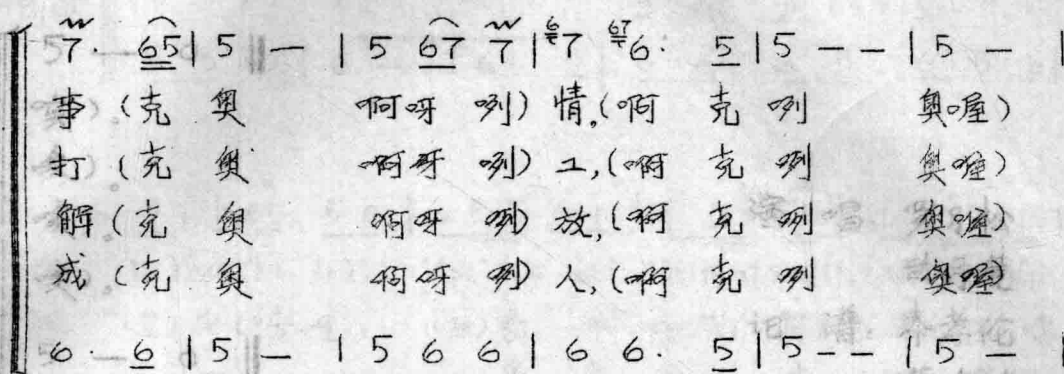 7· 65 | 5 — | 5 67 7 | 67 676· 5 | 5 — — | 5 — |
事(克 奥 啊呀 咧)情,(啊 克 咧 奥喔)
打(克 奥 啊呀 咧)工,(啊 克 咧 奥喔)
解(克 奥 啊呀 咧)放,(啊 克 咧 奥喔)
成(克 奥 啊呀 咧)人,(啊 克 咧 奥喔)
6· 6 | 5 — | 5 6 6 | 6 6· 5 | 5 — — | 5 — |